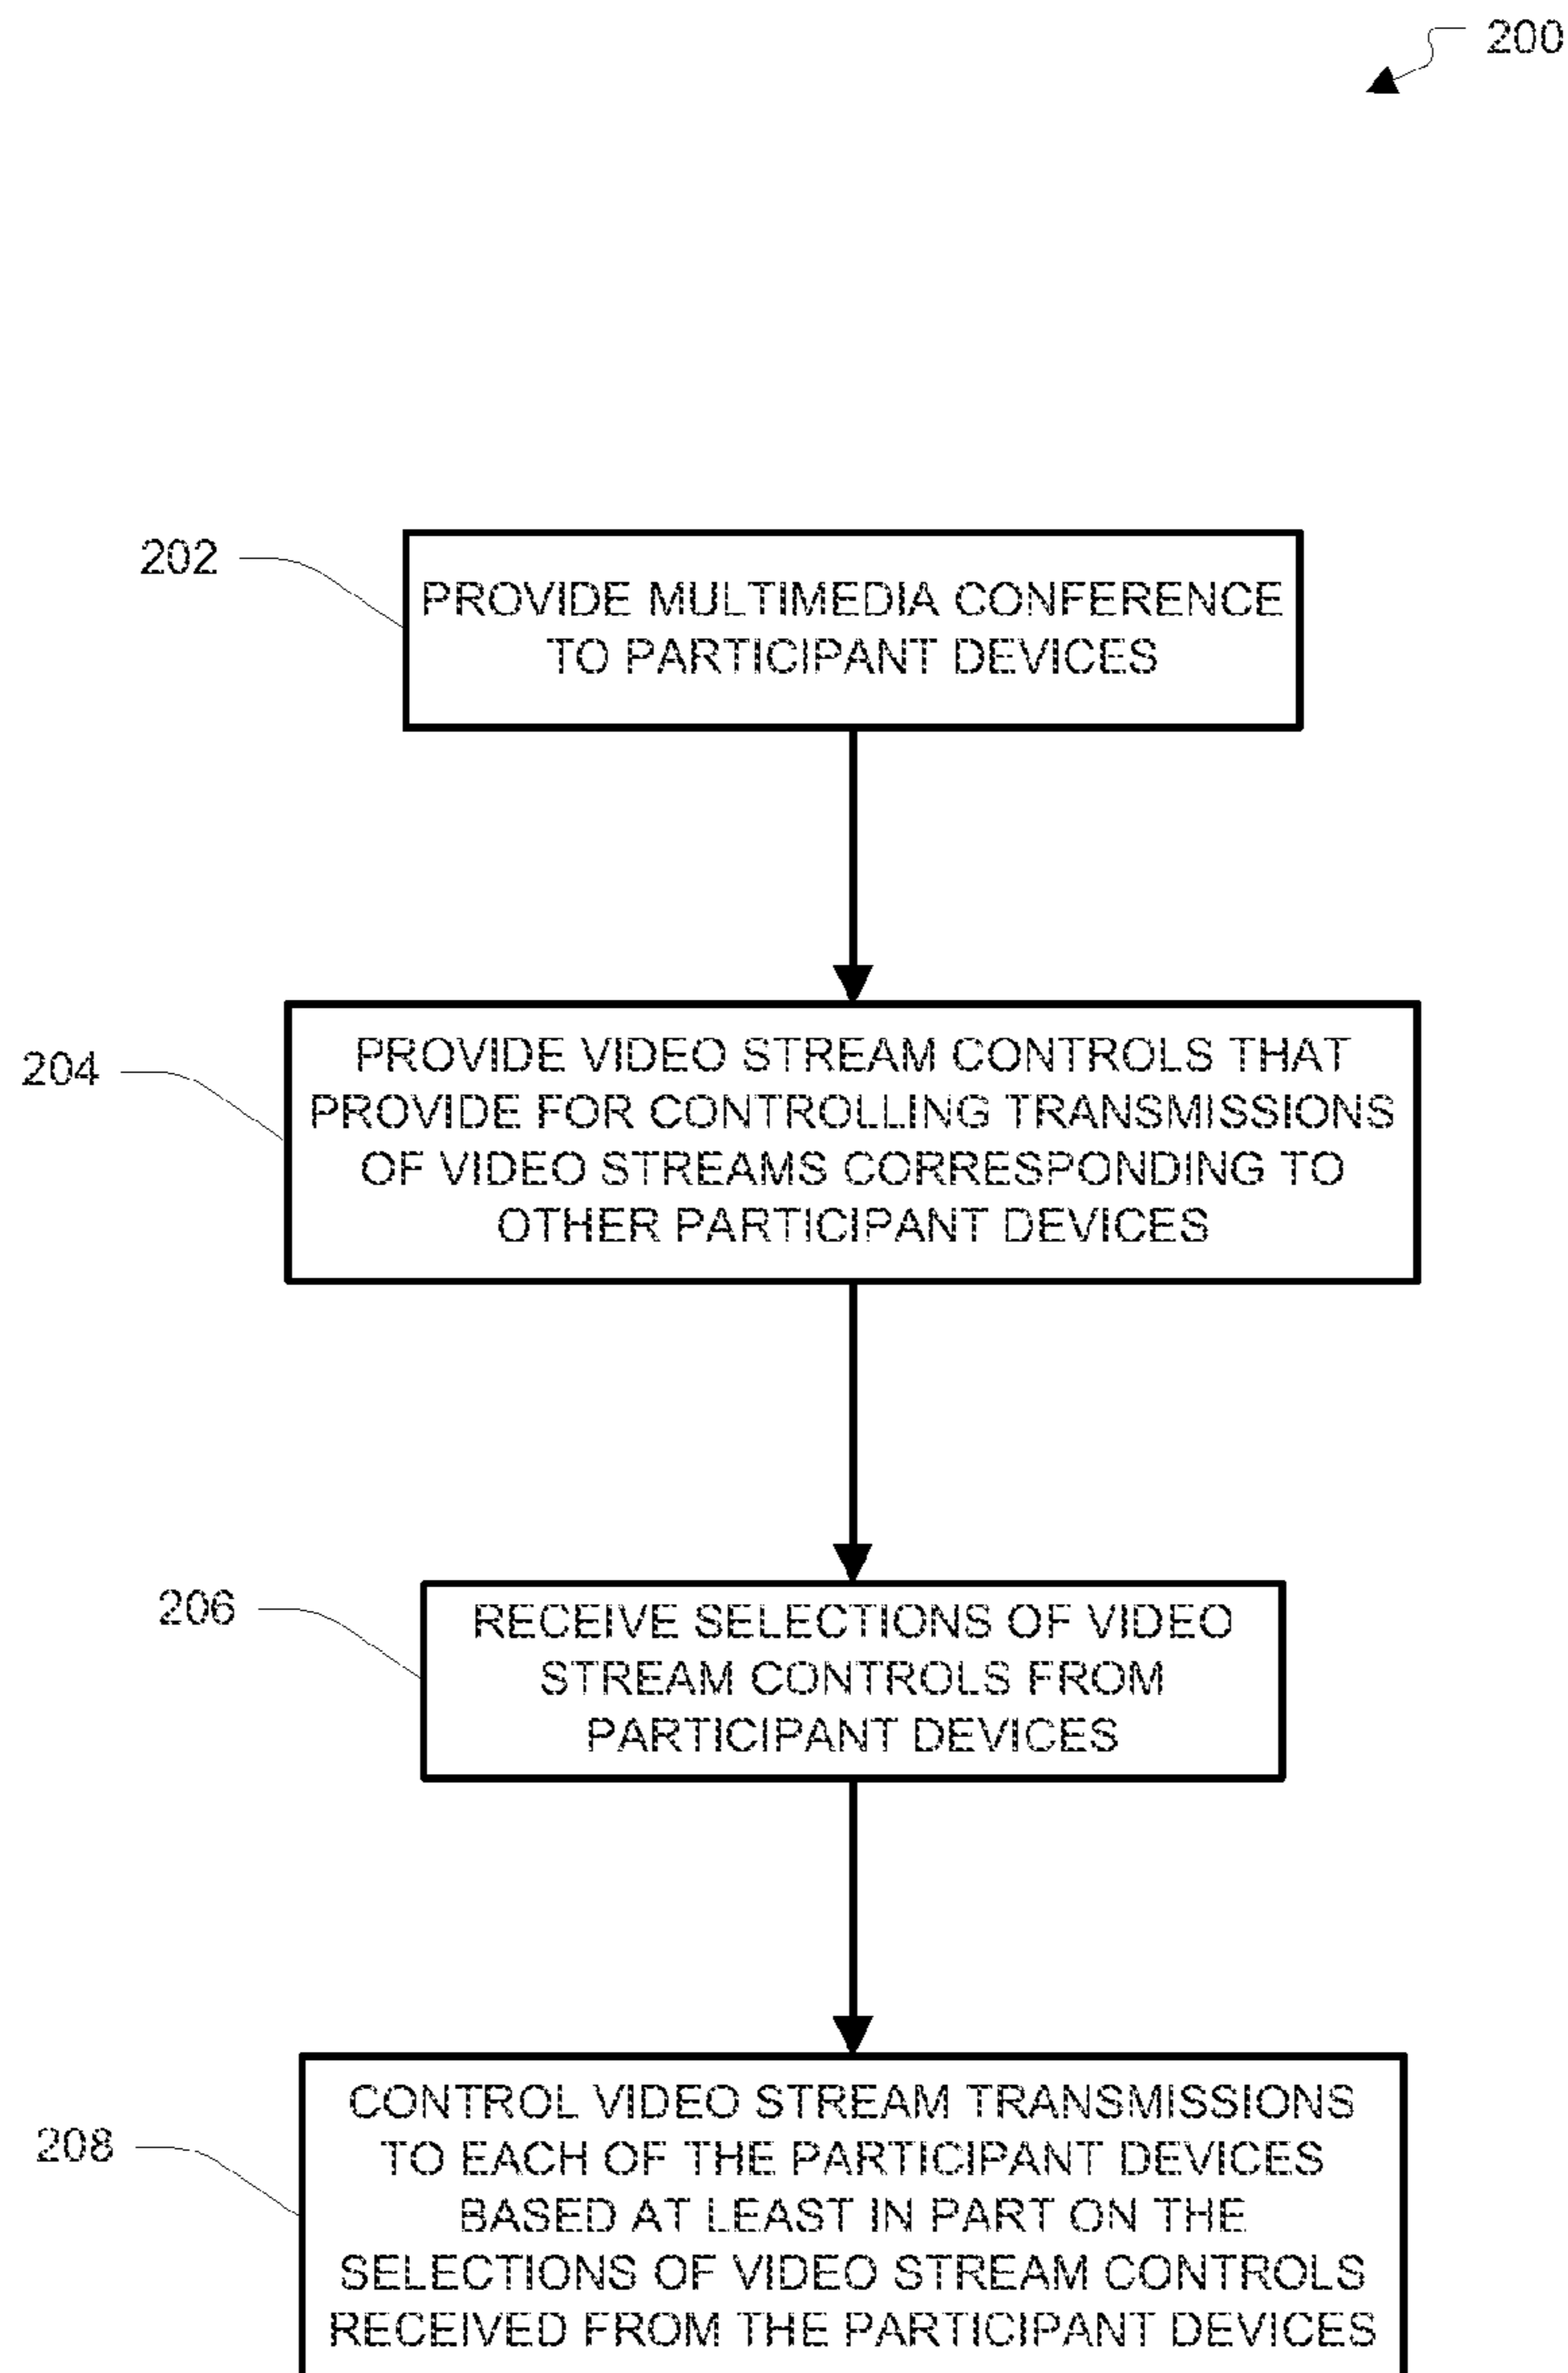 200
202
PROVIDE MULTIMEDIA CONFERENCE
TO PARTICIPANT DEVICES
204
PROVIDE VIDEO STREAM CONTROLS THAT
PROVIDE FOR CONTROLLING TRANSMISSIONS
OF VIDEO STREAMS CORRESPONDING TO
OTHER PARTICIPANT DEVICES
206
RECEIVE SELECTIONS OF VIDEO
STREAM CONTROLS FROM
PARTICIPANT DEVICES
208
CONTROL VIDEO STREAM TRANSMISSIONS
TO EACH OF THE PARTICIPANT DEVICES
BASED AT LEAST IN PART ON THE
SELECTIONS OF VIDEO STREAM CONTROLS
RECEIVED FROM THE PARTICIPANT DEVICES